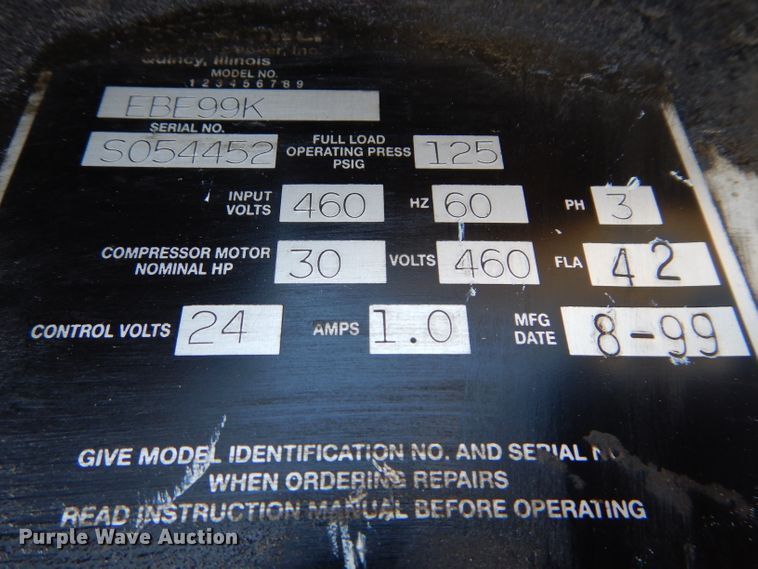 Inc.
Quincy, Illinois
MODEL NO.
1 2 3 4 5 6 7 8 9
EBE99K
SERIAL NO.
S054452
FULL LOAD
OPERATING PRESS
PSIG
125
INPUT
VOLTS
460
HZ
60
PH
3
COMPRESSOR MOTOR
NOMINAL HP
30
VOLTS
460
FLA
42
CONTROL VOLTS
24
AMPS
1.0
MFG
DATE
8-99
GIVE MODEL IDENTIFICATION NO. AND SERIAL
WHEN ORDERING REPAIRS
READ INSTRUCTION MANUAL BEFORE OPERATING
Purple Wave Auction